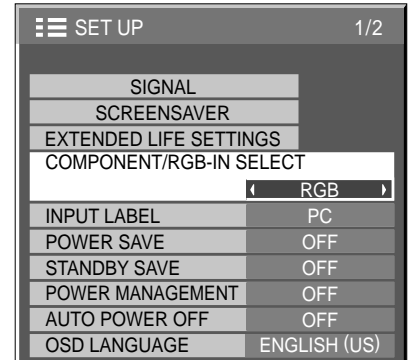 SET UP 1/2
SIGNAL
SCREENSAVER
EXTENDED LIFE SETTINGS
COMPONENT/RGB-IN SELECT
RGB
INPUT LABEL PC
POWER SAVE OFF
STANDBY SAVE OFF
POWER MANAGEMENT OFF
AUTO POWER OFF OFF
OSD LANGUAGE ENGLISH (US)